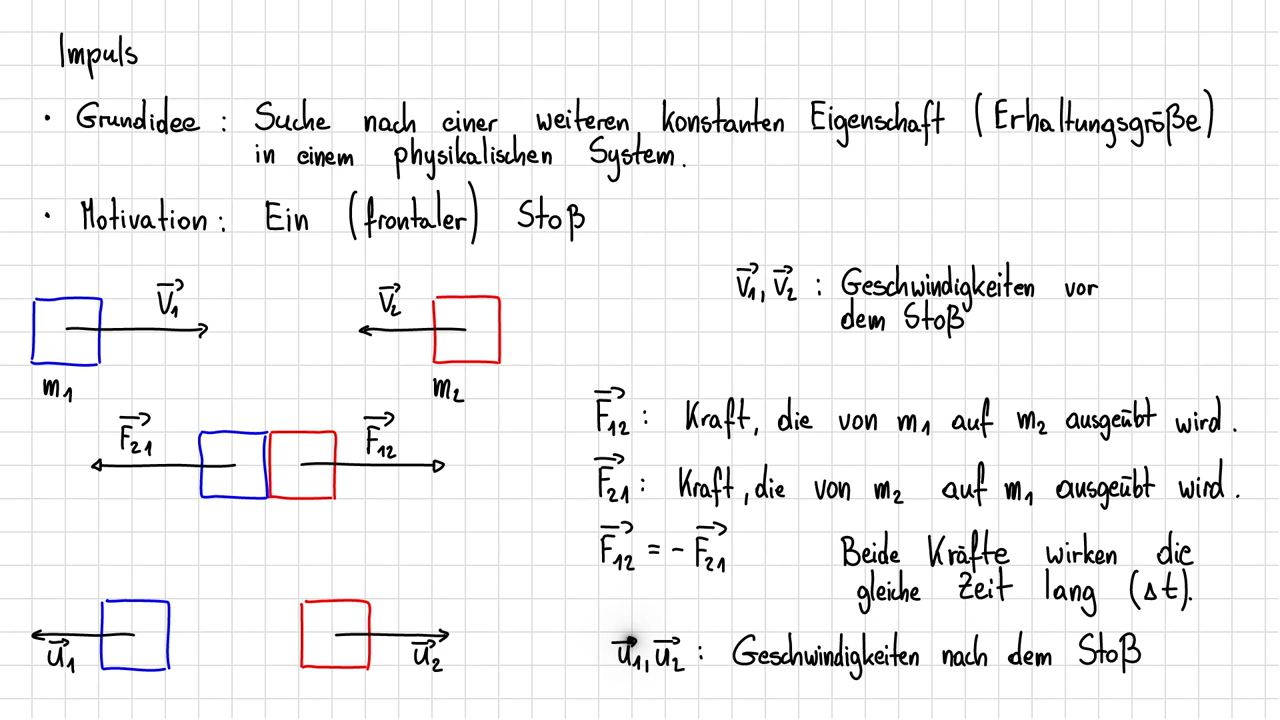 Impuls
• Grundidee : Suche nach einer weiteren konstanten Eigenschaft (Erhaltungsgröße)
in einem physikalischen System.
• Motivation : Ein (frontaler) Stoß
V⃗₁ V⃗₂
V⃗₁, V⃗₂ : Geschwindigkeiten vor
dem Stoß
m₁ m₂
F⃗₂₁ F⃗₁₂
F⃗₁₂ : Kraft, die von m₁ auf m₂ ausgeübt wird.
F⃗₂₁ : Kraft, die von m₂ auf m₁ ausgeübt wird.
F⃗₁₂ = - F⃗₂₁ Beide Kräfte wirken die
gleiche Zeit lang (Δt).
u⃗₁ u⃗₂
u⃗₁, u⃗₂ : Geschwindigkeiten nach dem Stoß